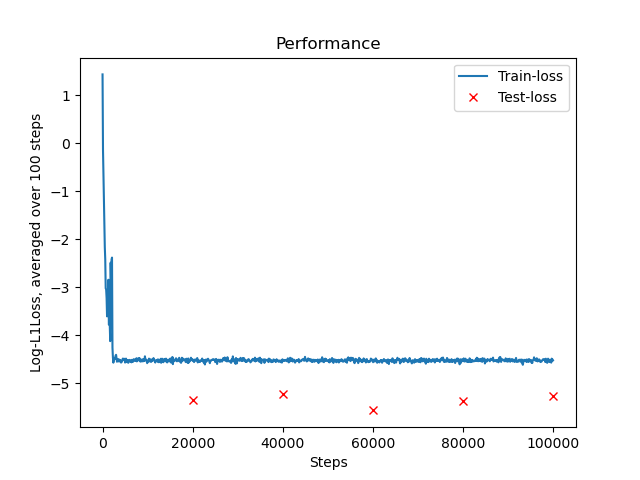 Performance
Train-loss
Test-loss
Log-L1Loss, averaged over 100 steps
1
0
−1
−2
−3
−4
−5
0
20000
40000
60000
80000
100000
Steps